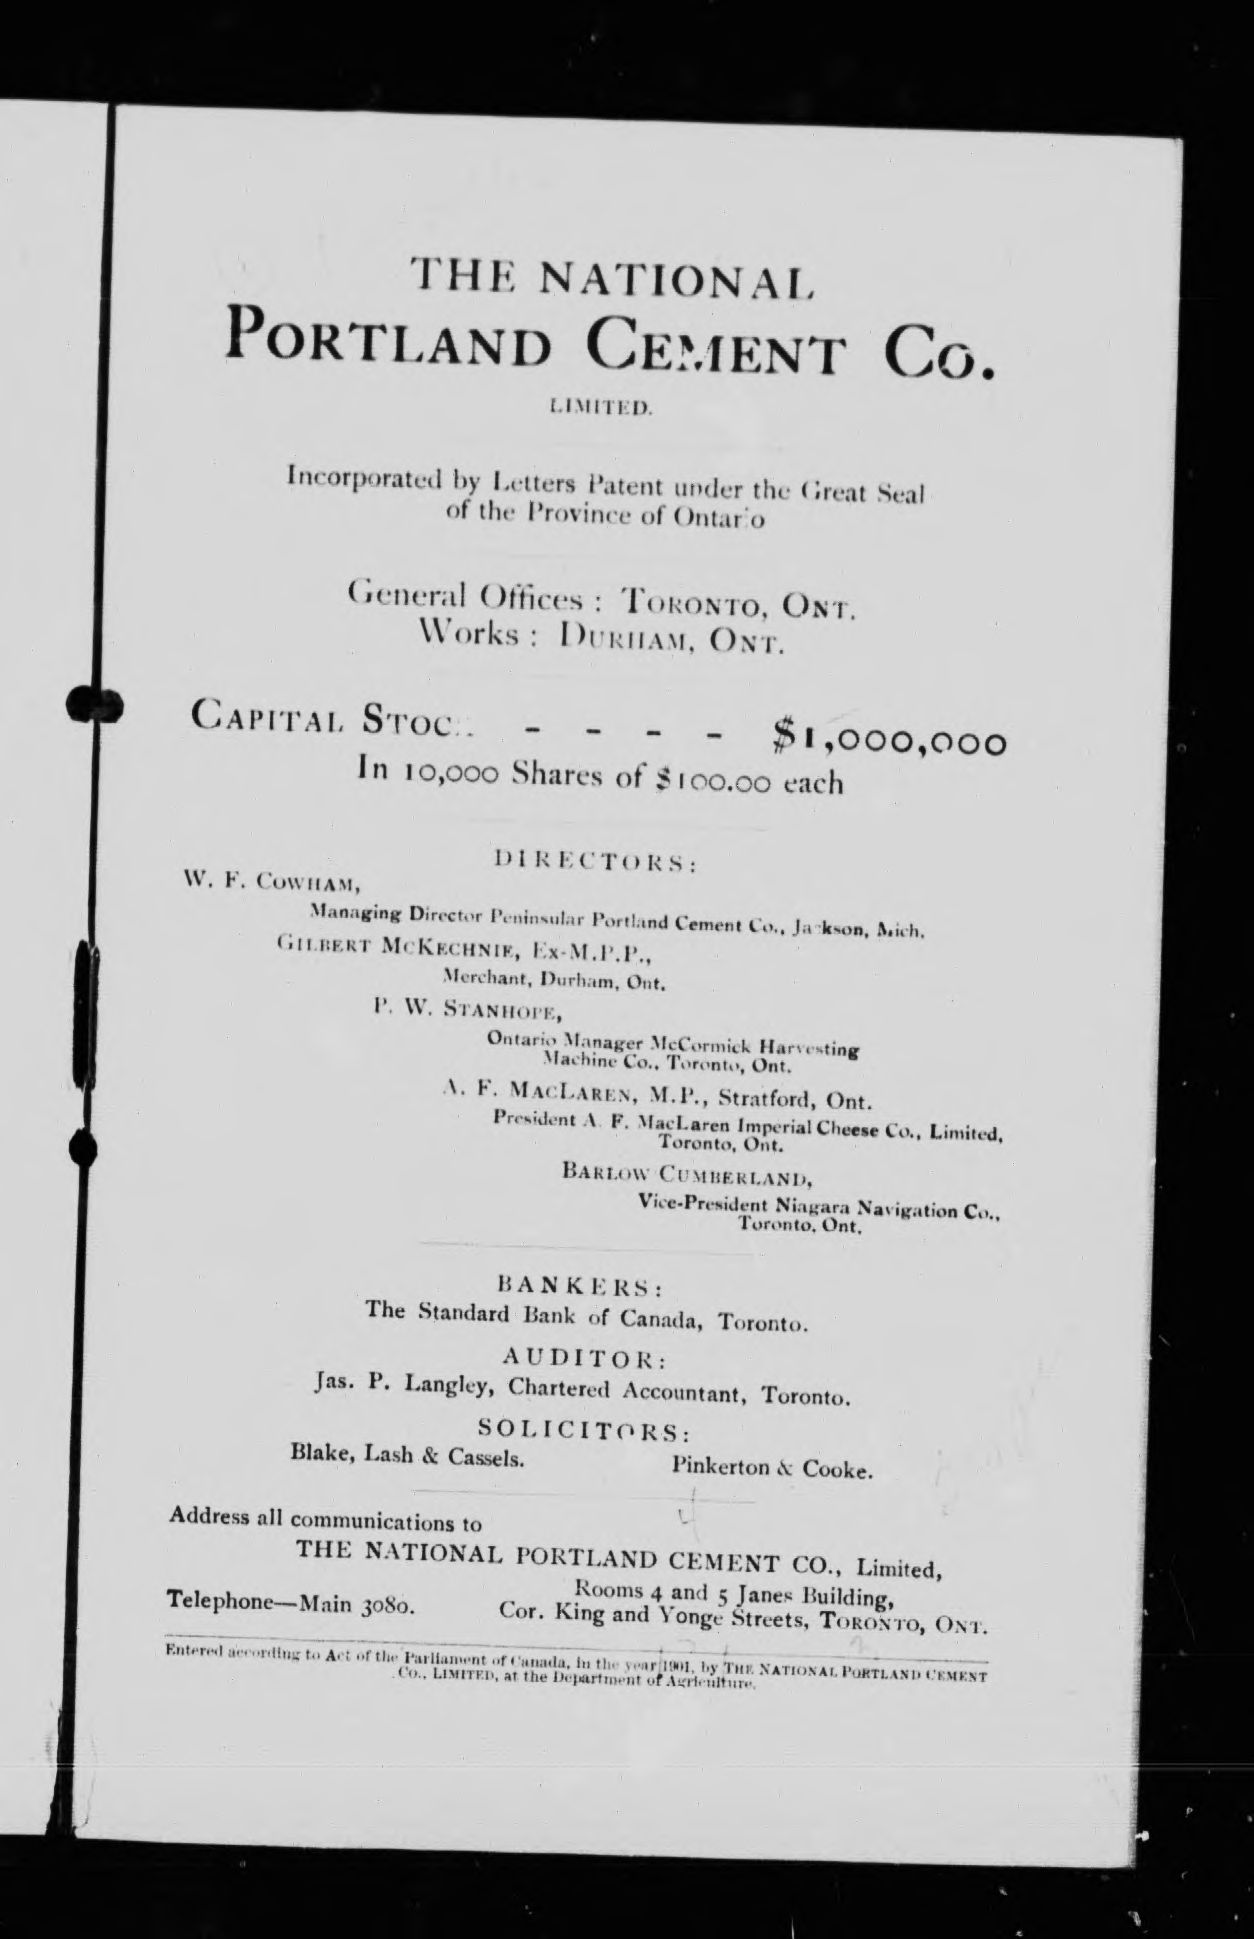 THE NATIONAL
PORTLAND CEMENT CO.
LIMITED.
Incorporated by Letters Patent under the Great Seal
of the Province of Ontario
General Offices : TORONTO, ONT.
Works : DURHAM, ONT.
CAPITAL STOC.. - - - - $1,000,000
In 10,000 Shares of $100.00 each
DIRECTORS:
W. F. COWHAM,
Managing Director Peninsular Portland Cement Co., Jackson, Mich.
GILBERT MCKECHNIE, EX-M.P.P.,
Merchant, Durham, Ont.
P. W. STANHOPE,
Ontario Manager McCormick Harvesting
Machine Co., Toronto, Ont.
A. F. MACLAREN, M.P., Stratford, Ont.
President A. F. MacLaren Imperial Cheese Co., Limited,
Toronto, Ont.
BARLOW CUMBERLAND,
Vice-President Niagara Navigation Co.,
Toronto, Ont.
BANKERS:
The Standard Bank of Canada, Toronto.
AUDITOR:
Jas. P. Langley, Chartered Accountant, Toronto.
SOLICITORS:
Blake, Lash & Cassels. Pinkerton & Cooke.
Address all communications to
THE NATIONAL PORTLAND CEMENT CO., Limited,
Rooms 4 and 5 Janes Building,
Telephone—Main 3080. Cor. King and Yonge Streets, TORONTO, ONT.
Entered according to Act of the Parliament of Canada, in the year 1901, by THE NATIONAL PORTLAND CEMENT
CO., LIMITED, at the Department of Agriculture.